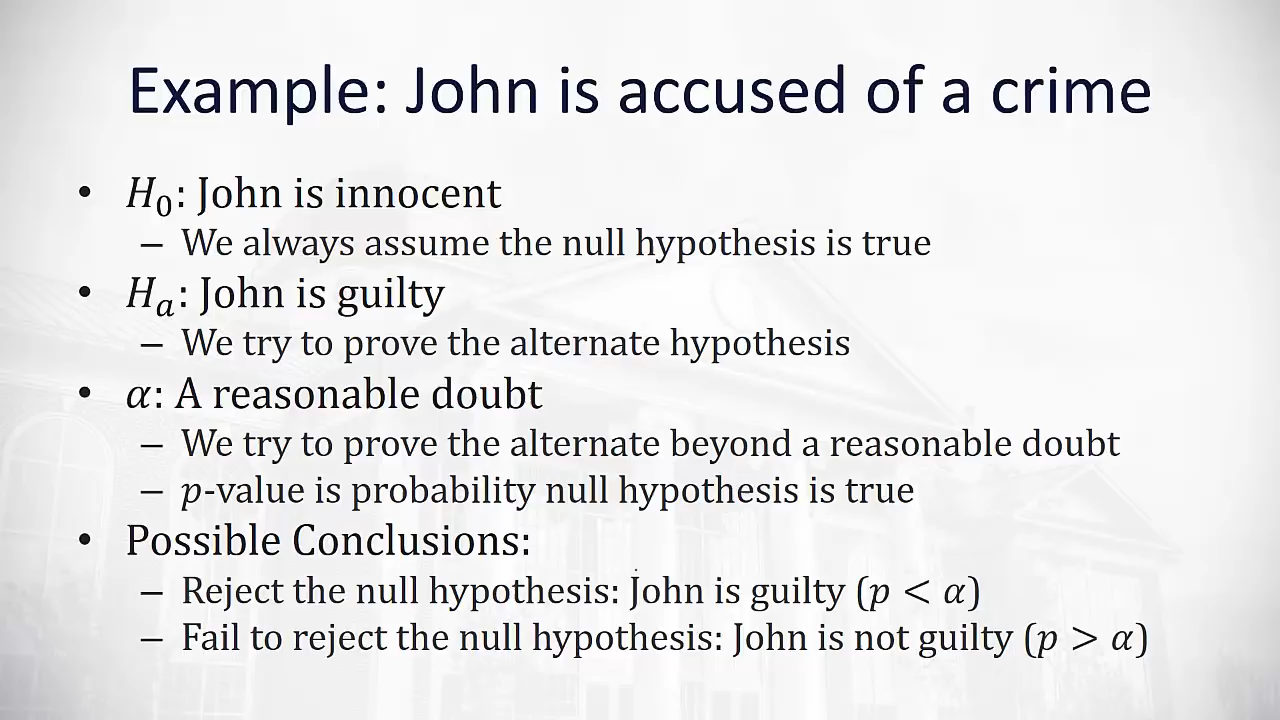 Example: John is accused of a crime
• H₀: John is innocent
– We always assume the null hypothesis is true
• Hₐ: John is guilty
– We try to prove the alternate hypothesis
• α: A reasonable doubt
– We try to prove the alternate beyond a reasonable doubt
– p-value is probability null hypothesis is true
• Possible Conclusions:
– Reject the null hypothesis: John is guilty (p < α)
– Fail to reject the null hypothesis: John is not guilty (p > α)